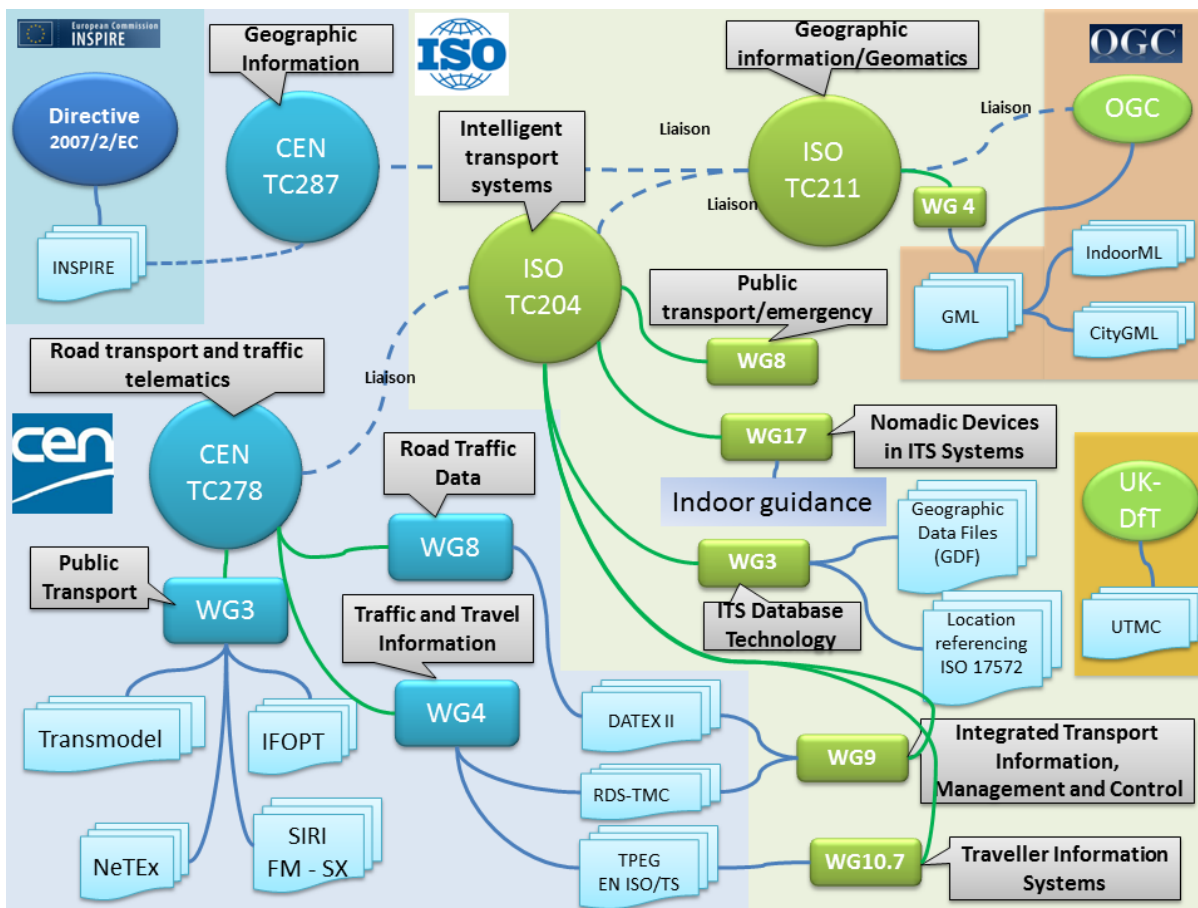 European Commission
INSPIRE
Geographic
Information
ISO
Geographic
information/Geomatics
OGC
Directive
2007/2/EC
CEN
TC287
Intelligent
transport
systems
Liaison
Liaison
ISO
TC211
Liaison
OGC
WG 4
INSPIRE
ISO
TC204
Public
transport/emergency
WG8
GML
IndoorML
CityGML
Road transport and traffic
telematics
Liaison
cen
CEN
TC278
Road Traffic
Data
WG8
WG17
Nomadic Devices
in ITS Systems
Indoor guidance
Geographic
Data Files
(GDF)
UK-
DfT
Public
Transport
WG3
WG3
ITS Database
Technology
Location
referencing
ISO 17572
UTMC
Traffic and Travel
Information
WG4
Transmodel
IFOPT
DATEX II
WG9
Integrated Transport
Information,
Management and Control
RDS-TMC
NeTEx
SIRI
FM - SX
TPEG
EN ISO/TS
WG10.7
Traveller Information
Systems